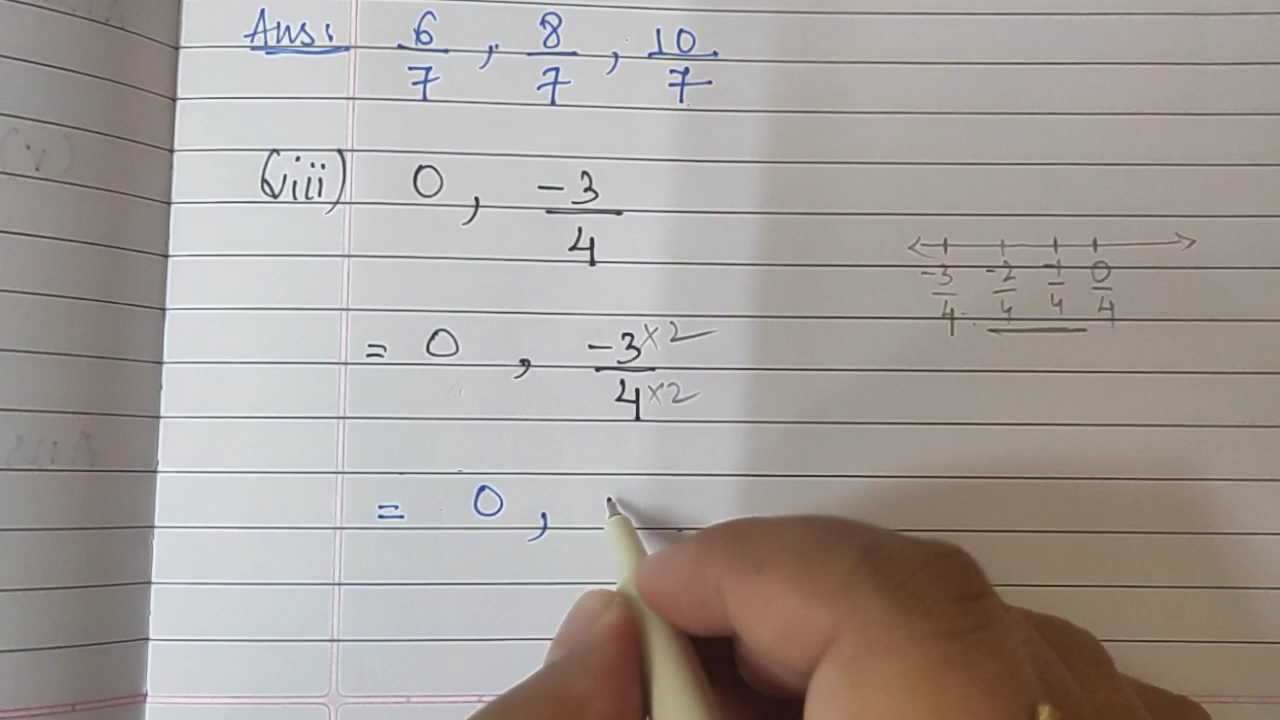 Ans: 6/7 , 8/7 , 10/7
(viii) 0 , -3/4
-3/4 -2/4 -1/4 0/4
= 0 , -3×2/4×2
= 0 ,